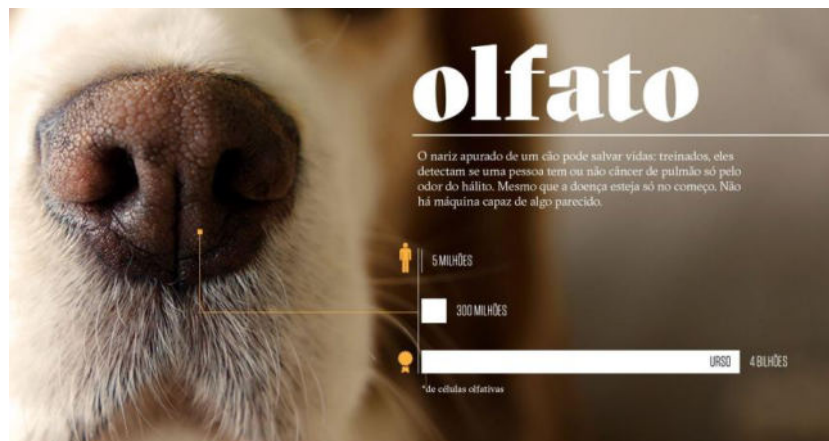 olfato
O nariz apurado de um cão pode salvar vidas: treinados, eles
detectam se uma pessoa tem ou não câncer de pulmão só pelo
odor do hálito. Mesmo que a doença esteja só no começo. Não
há máquina capaz de algo parecido.
5 MILHÕES
300 MILHÕES
URSO 4 BILHÕES
*de células olfativas